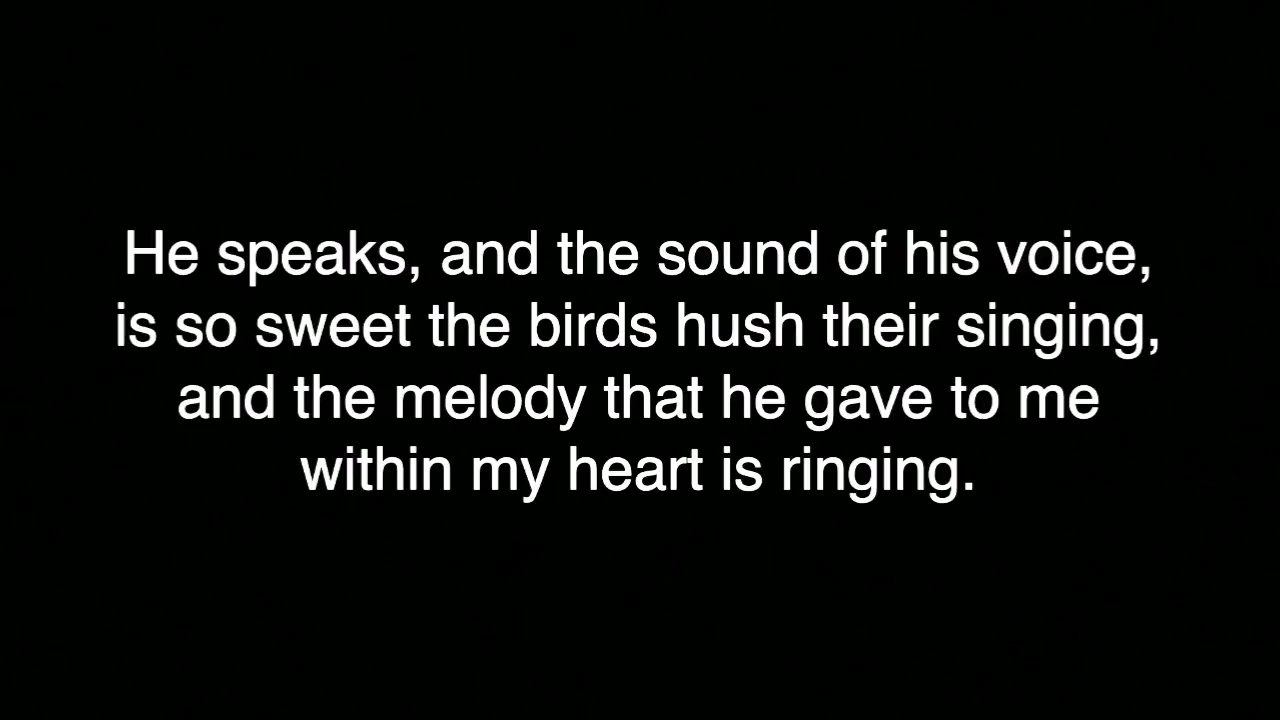 He speaks, and the sound of his voice,
is so sweet the birds hush their singing,
and the melody that he gave to me
within my heart is ringing.